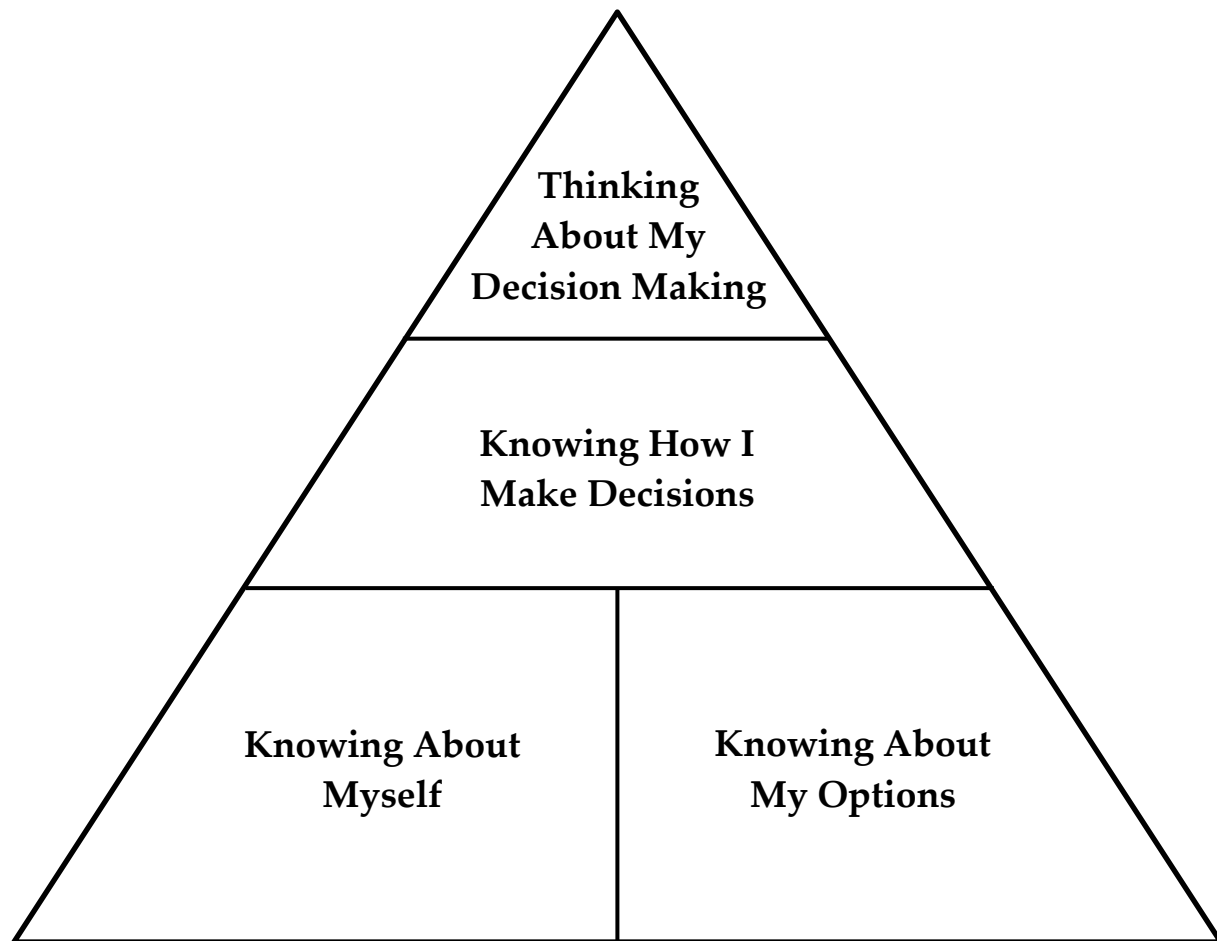 Thinking
About My
Decision Making
Knowing How I
Make Decisions
Knowing About
Myself
Knowing About
My Options